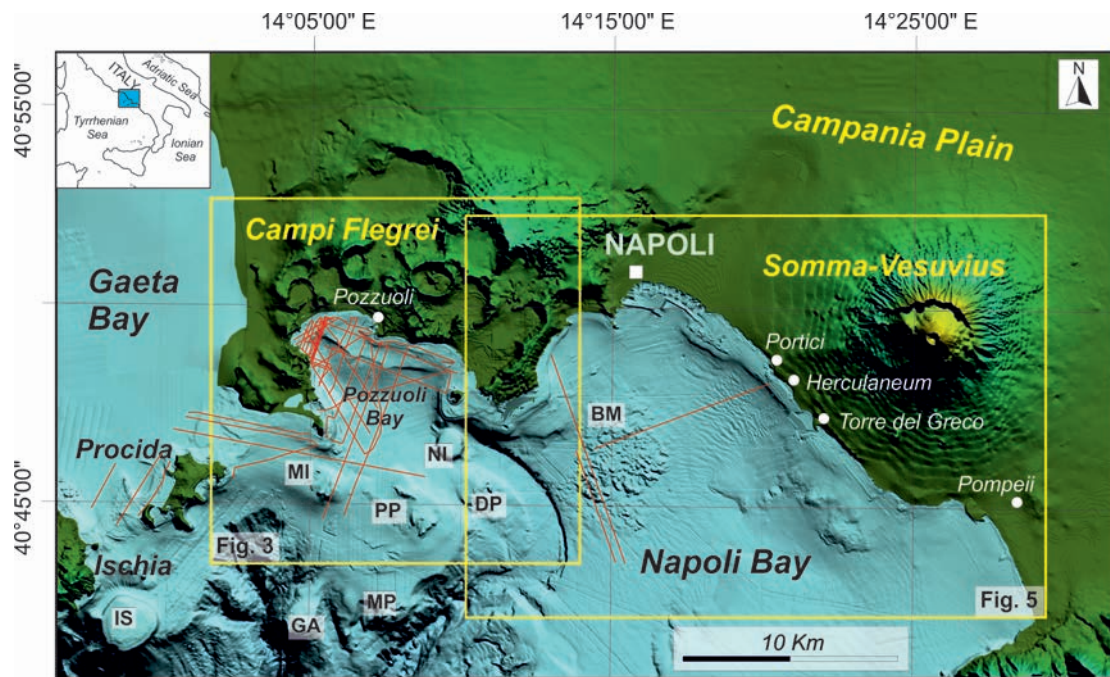 14°05'00" E
14°15'00" E
14°25'00" E
40°55'00"
40°45'00"
ITALY
Adriatic Sea
Tyrrhenian
Sea
Ionian
Sea
N
Campania Plain
Campi Flegrei
NAPOLI
Somma-Vesuvius
Gaeta
Bay
Pozzuoli
Portici
Herculaneum
Pozzuoli
Bay
BM
Torre del Greco
Procida
NI
MI
Pompeii
PP
DP
Fig. 3
Ischia
Napoli Bay
MP
Fig. 5
IS
GA
10 Km